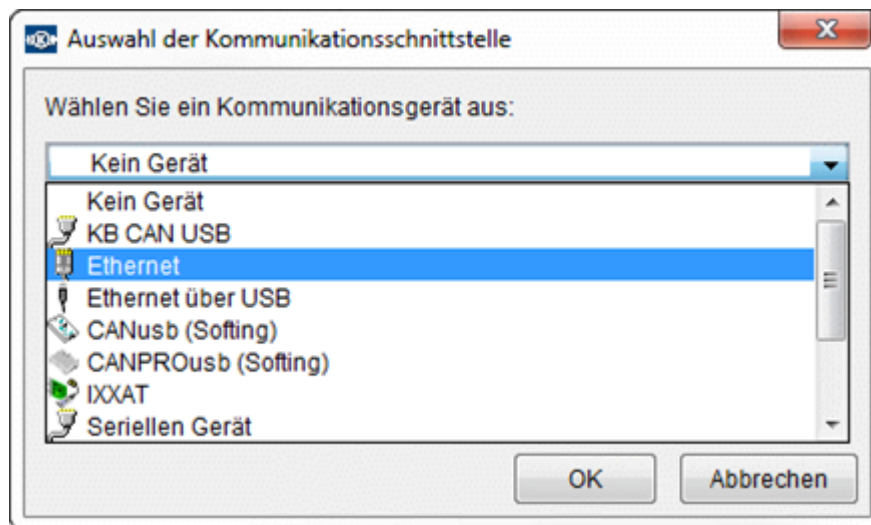 Auswahl der Kommunikationsschnittstelle
Wählen Sie ein Kommunikationsgerät aus:
Kein Gerät
Kein Gerät
KB CAN USB
Ethernet
Ethernet über USB
CANusb (Softing)
CANPROusb (Softing)
IXXAT
Seriellen Gerät
OK Abbrechen